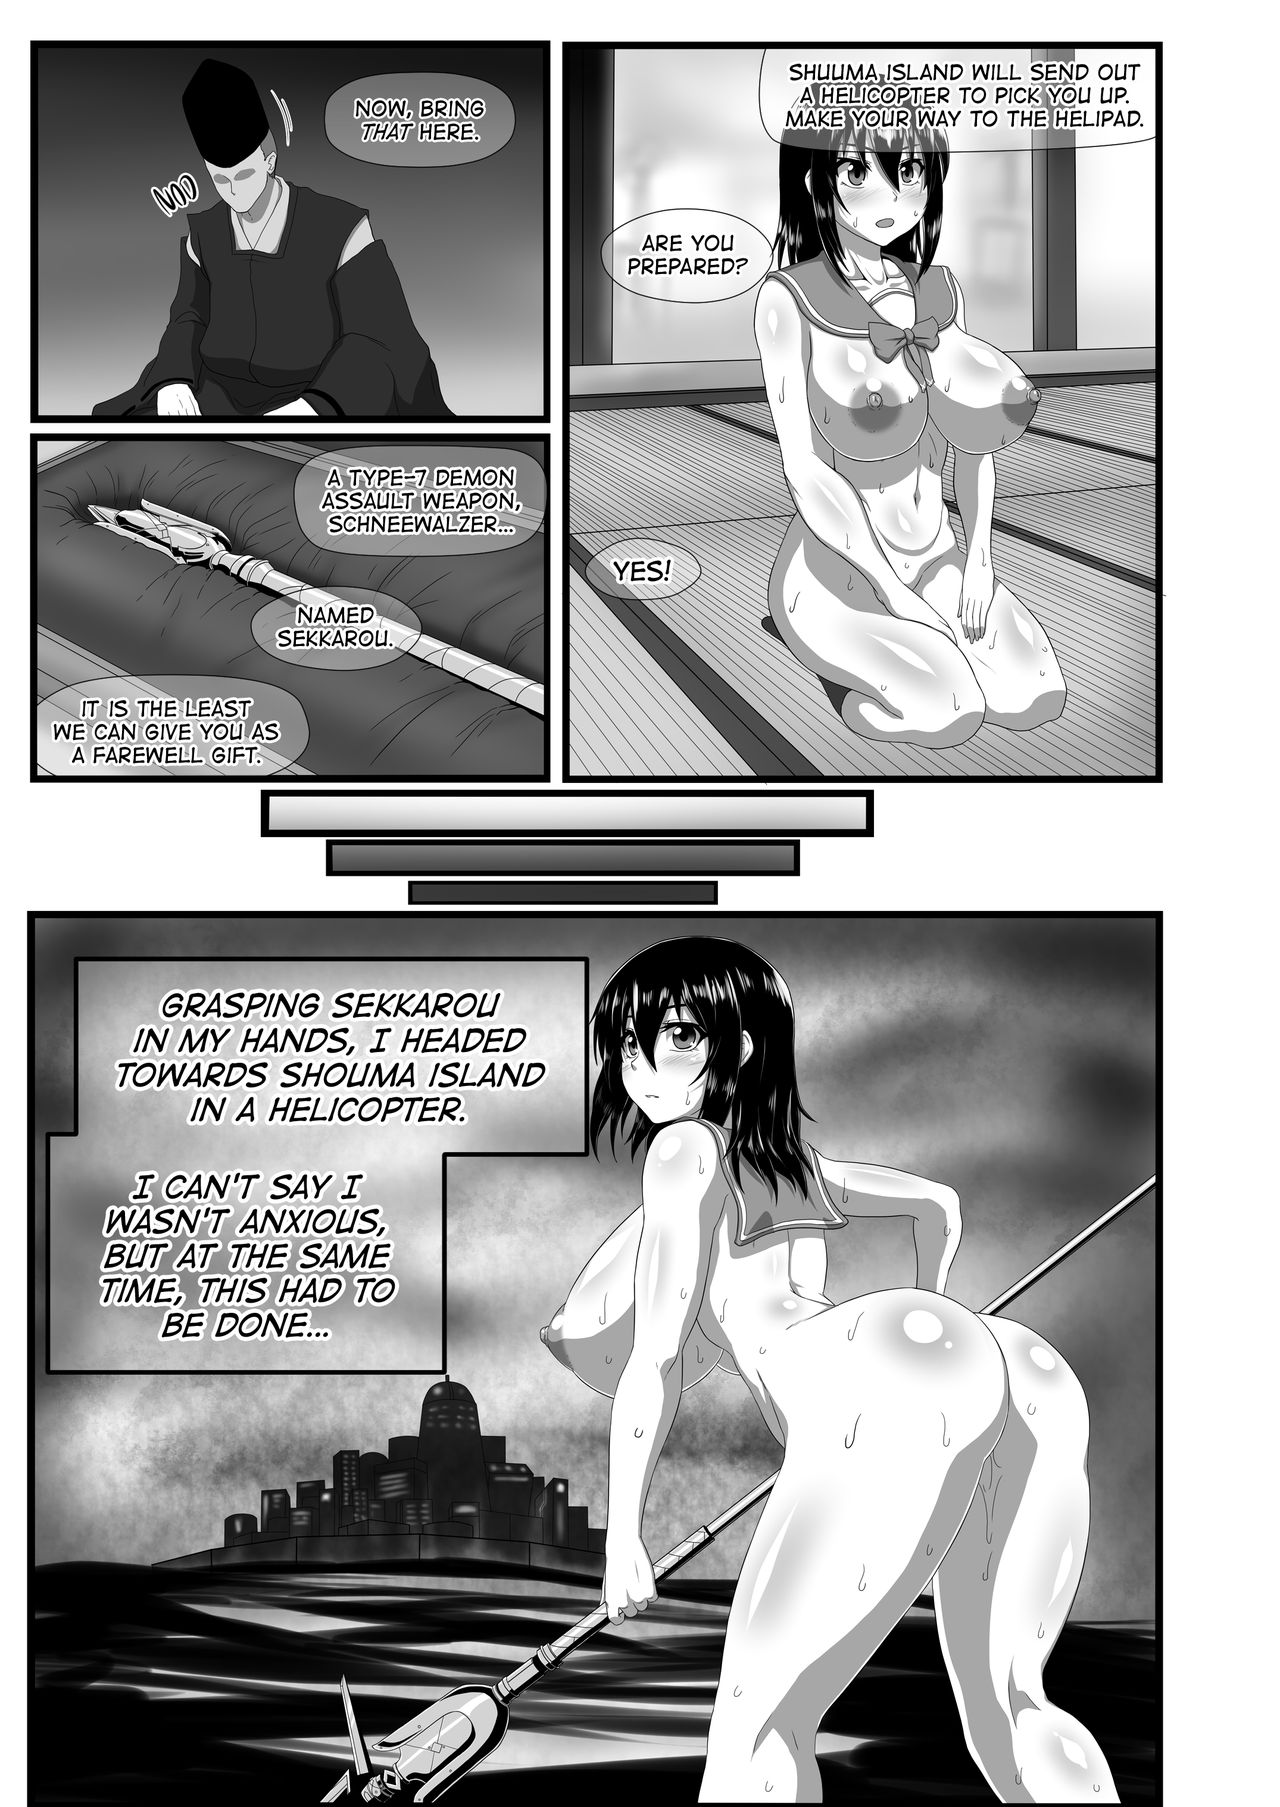 SHUUMA ISLAND WILL SEND OUT
A HELICOPTER TO PICK YOU UP.
MAKE YOUR WAY TO THE HELIPAD.
ARE YOU
PREPARED?
YES!
NOW, BRING
THAT HERE.
NOD
A TYPE-7 DEMON
ASSAULT WEAPON,
SCHNEEWALZER...
NAMED
SEKKAROU.
IT IS THE LEAST
WE CAN GIVE YOU AS
A FAREWELL GIFT.
GRASPING SEKKAROU
IN MY HANDS, I HEADED
TOWARDS SHOUMA ISLAND
IN A HELICOPTER.
I CAN'T SAY I
WASN'T ANXIOUS,
BUT AT THE SAME
TIME, THIS HAD TO
BE DONE...